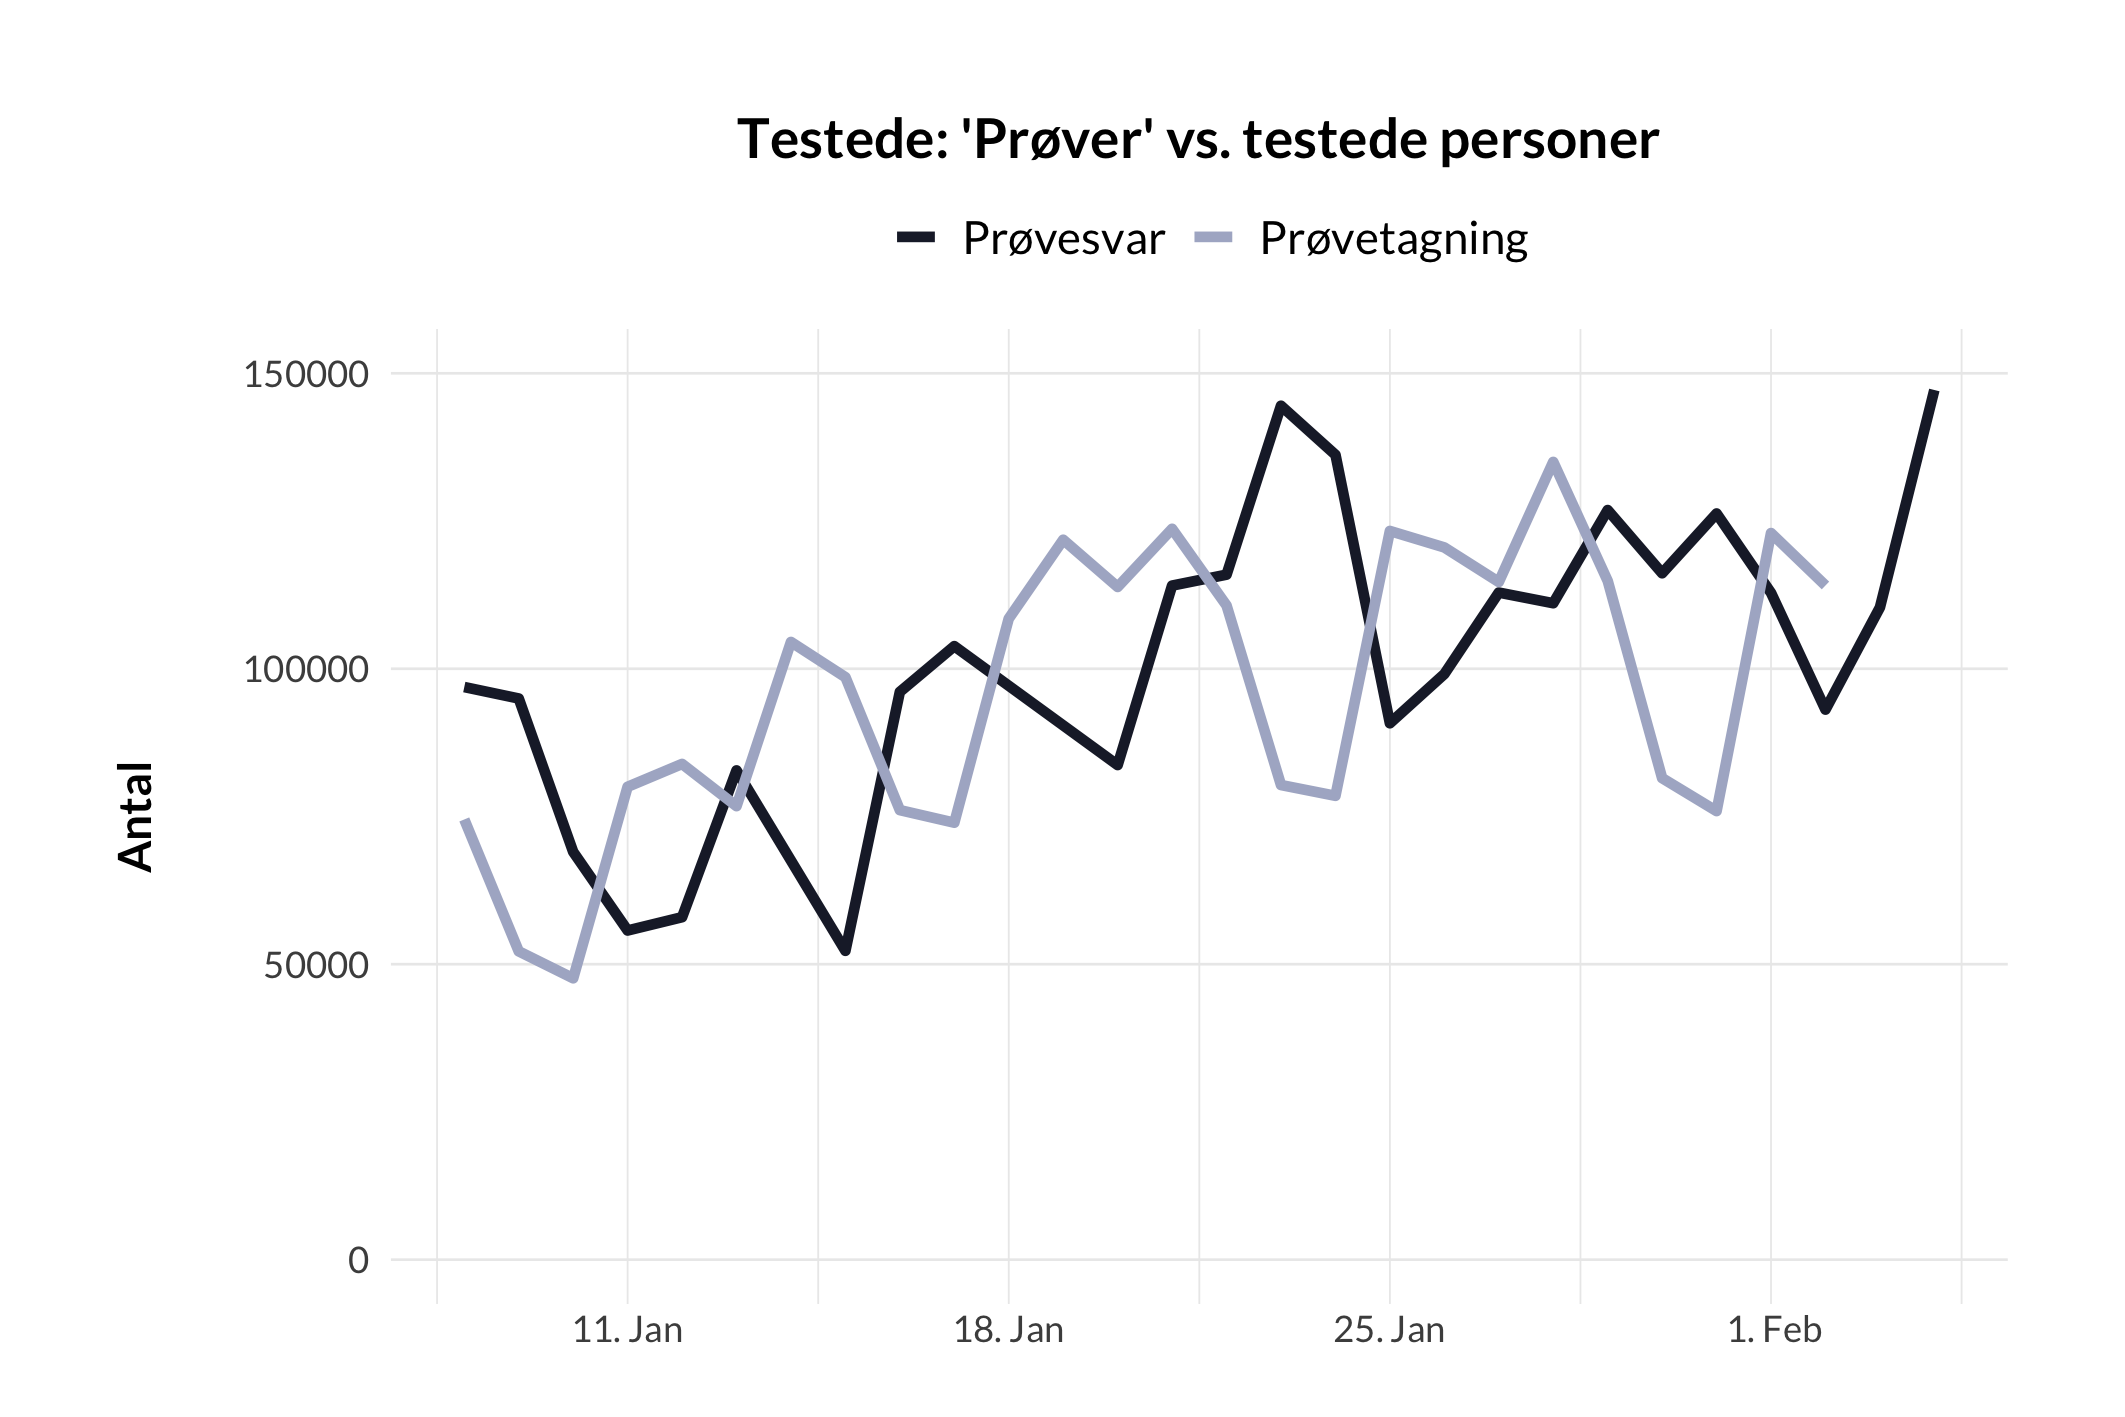 Testede: 'Prøver' vs. testede personer
Prøvesvar Prøvetagning
Antal
150000
100000
50000
0
11. Jan 18. Jan 25. Jan 1. Feb